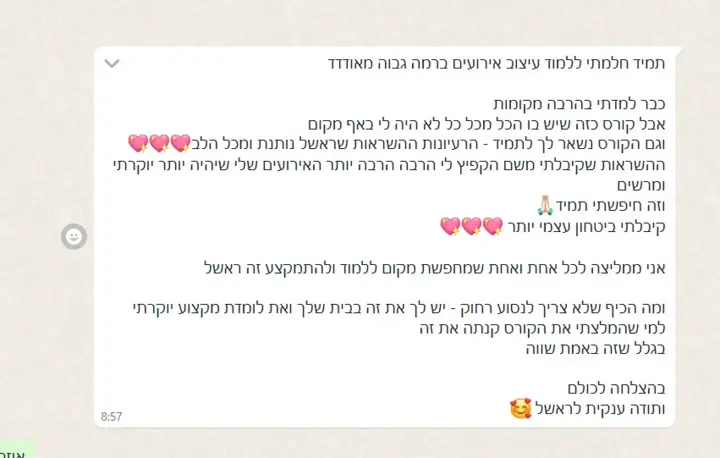 תמיד חלמתי ללמוד עיצוב אירועים ברמה גבוה מאודדד
כבר למדתי בהרבה מקומות
אבל קורס כזה שיש בו הכל מכל כל לא היה לי באף מקום
וגם הקורס נשאר לך לתמיד - הרעיונות ההשראות שראשל נותנת ומכל הלב💖💖💖
ההשראות שקיבלתי משם הקפיץ לי הרבה הרבה יותר האירועים שלי שיהיה יותר יוקרתי
ומרשים
וזה חיפשתי תמיד🙏🏻
קיבלתי ביטחון עצמי יותר 💖💖💖
אני ממליצה לכל אחת ואחת שמחפשת מקום ללמוד ולהתמקצע זה ראשל
ומה הכיף שלא צריך לנסוע רחוק - יש לך את זה בבית שלך ואת לומדת מקצוע יוקרתי
למי שהמלצתי את הקורס קנתה את זה
בגלל שזה באמת שווה
בהצלחה לכולם
ותודה ענקית לראשל 🥰
8:57